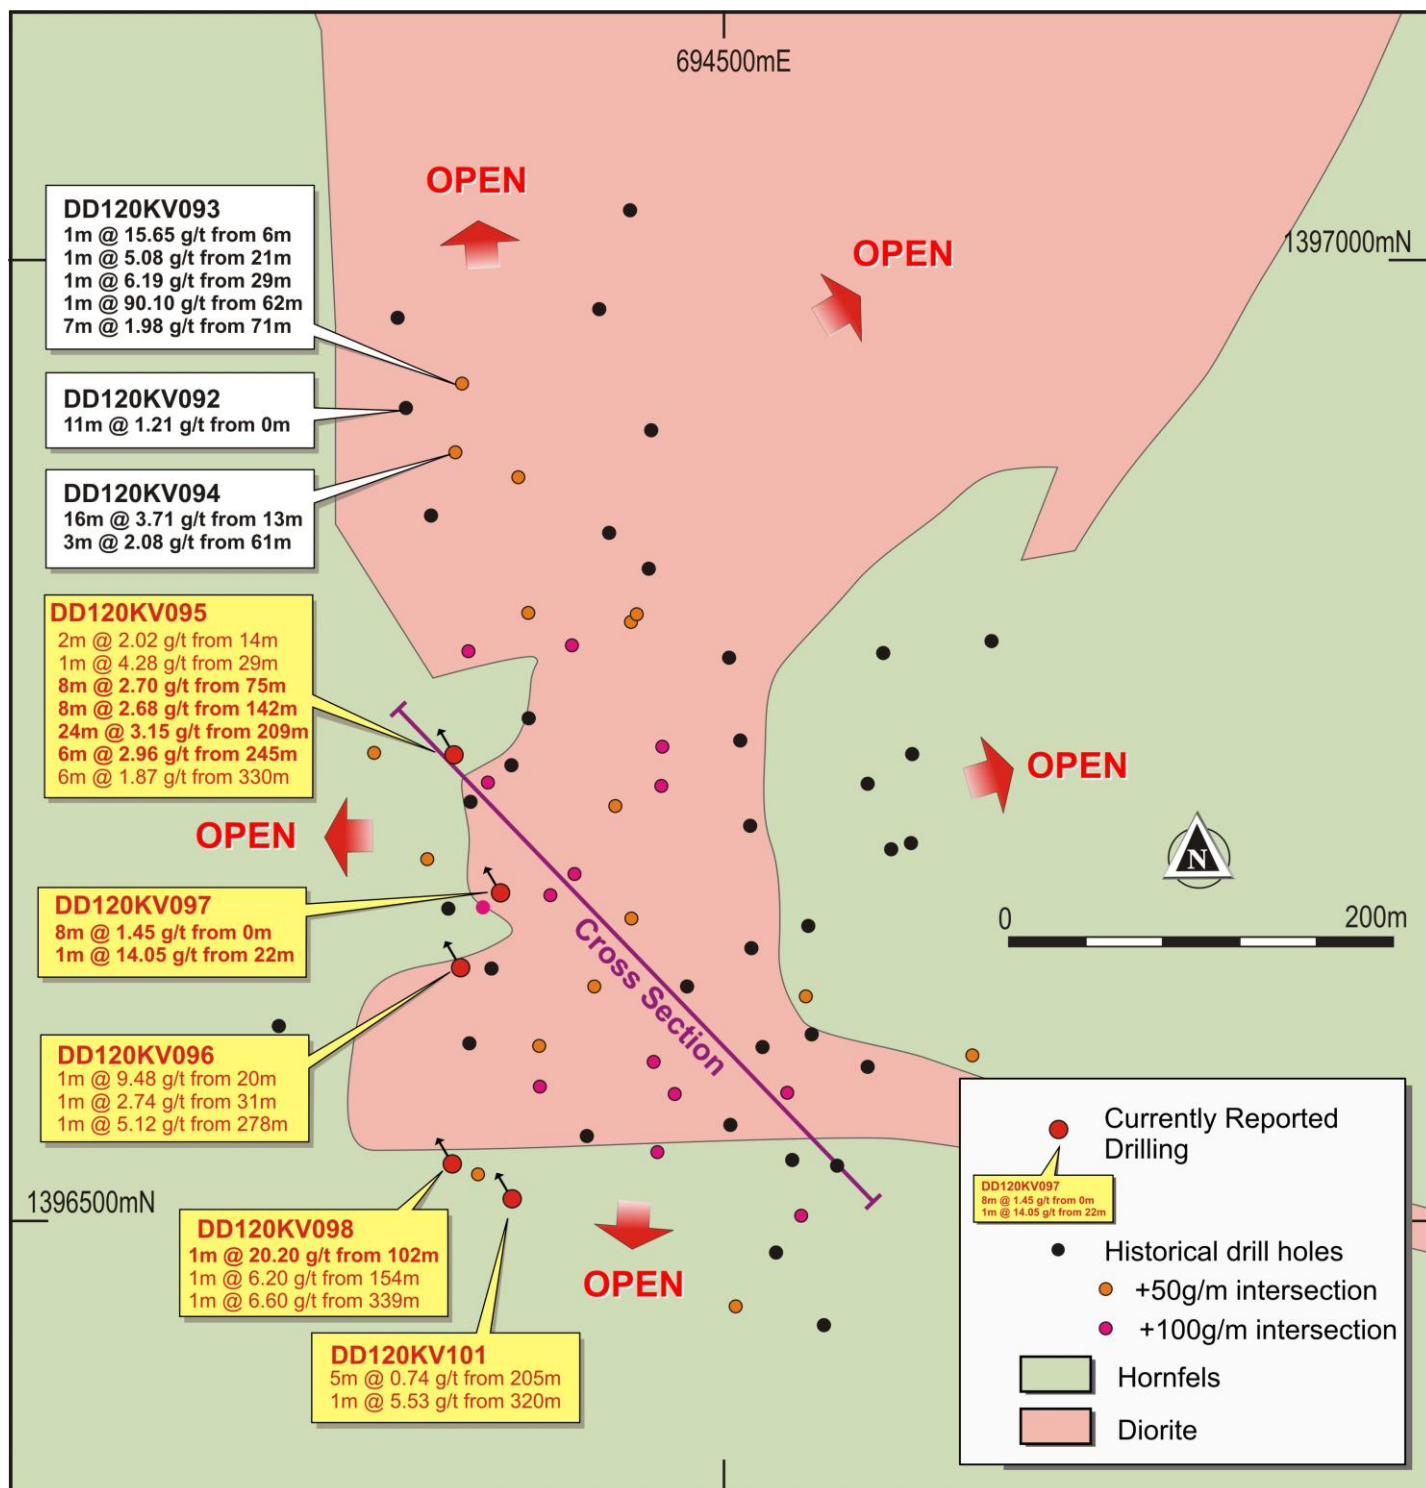 694500mE
OPEN
OPEN
1397000mN
DD120KV093
1m @ 15.65 g/t from 6m
1m @ 5.08 g/t from 21m
1m @ 6.19 g/t from 29m
1m @ 90.10 g/t from 62m
7m @ 1.98 g/t from 71m
DD120KV092
11m @ 1.21 g/t from 0m
DD120KV094
16m @ 3.71 g/t from 13m
3m @ 2.08 g/t from 61m
DD120KV095
2m @ 2.02 g/t from 14m
1m @ 4.28 g/t from 29m
8m @ 2.70 g/t from 75m
8m @ 2.68 g/t from 142m
24m @ 3.15 g/t from 209m
6m @ 2.96 g/t from 245m
6m @ 1.87 g/t from 330m
OPEN
OPEN
N
0 200m
DD120KV097
8m @ 1.45 g/t from 0m
1m @ 14.05 g/t from 22m
Cross Section
DD120KV096
1m @ 9.48 g/t from 20m
1m @ 2.74 g/t from 31m
1m @ 5.12 g/t from 278m
1396500mN
DD120KV098
1m @ 20.20 g/t from 102m
1m @ 6.20 g/t from 154m
1m @ 6.60 g/t from 339m
OPEN
DD120KV101
5m @ 0.74 g/t from 205m
1m @ 5.53 g/t from 320m
Currently Reported
Drilling
DD120KV097
8m @ 1.45 g/t from 0m
1m @ 14.05 g/t from 22m
Historical drill holes
+50g/m intersection
+100g/m intersection
Hornfels
Diorite